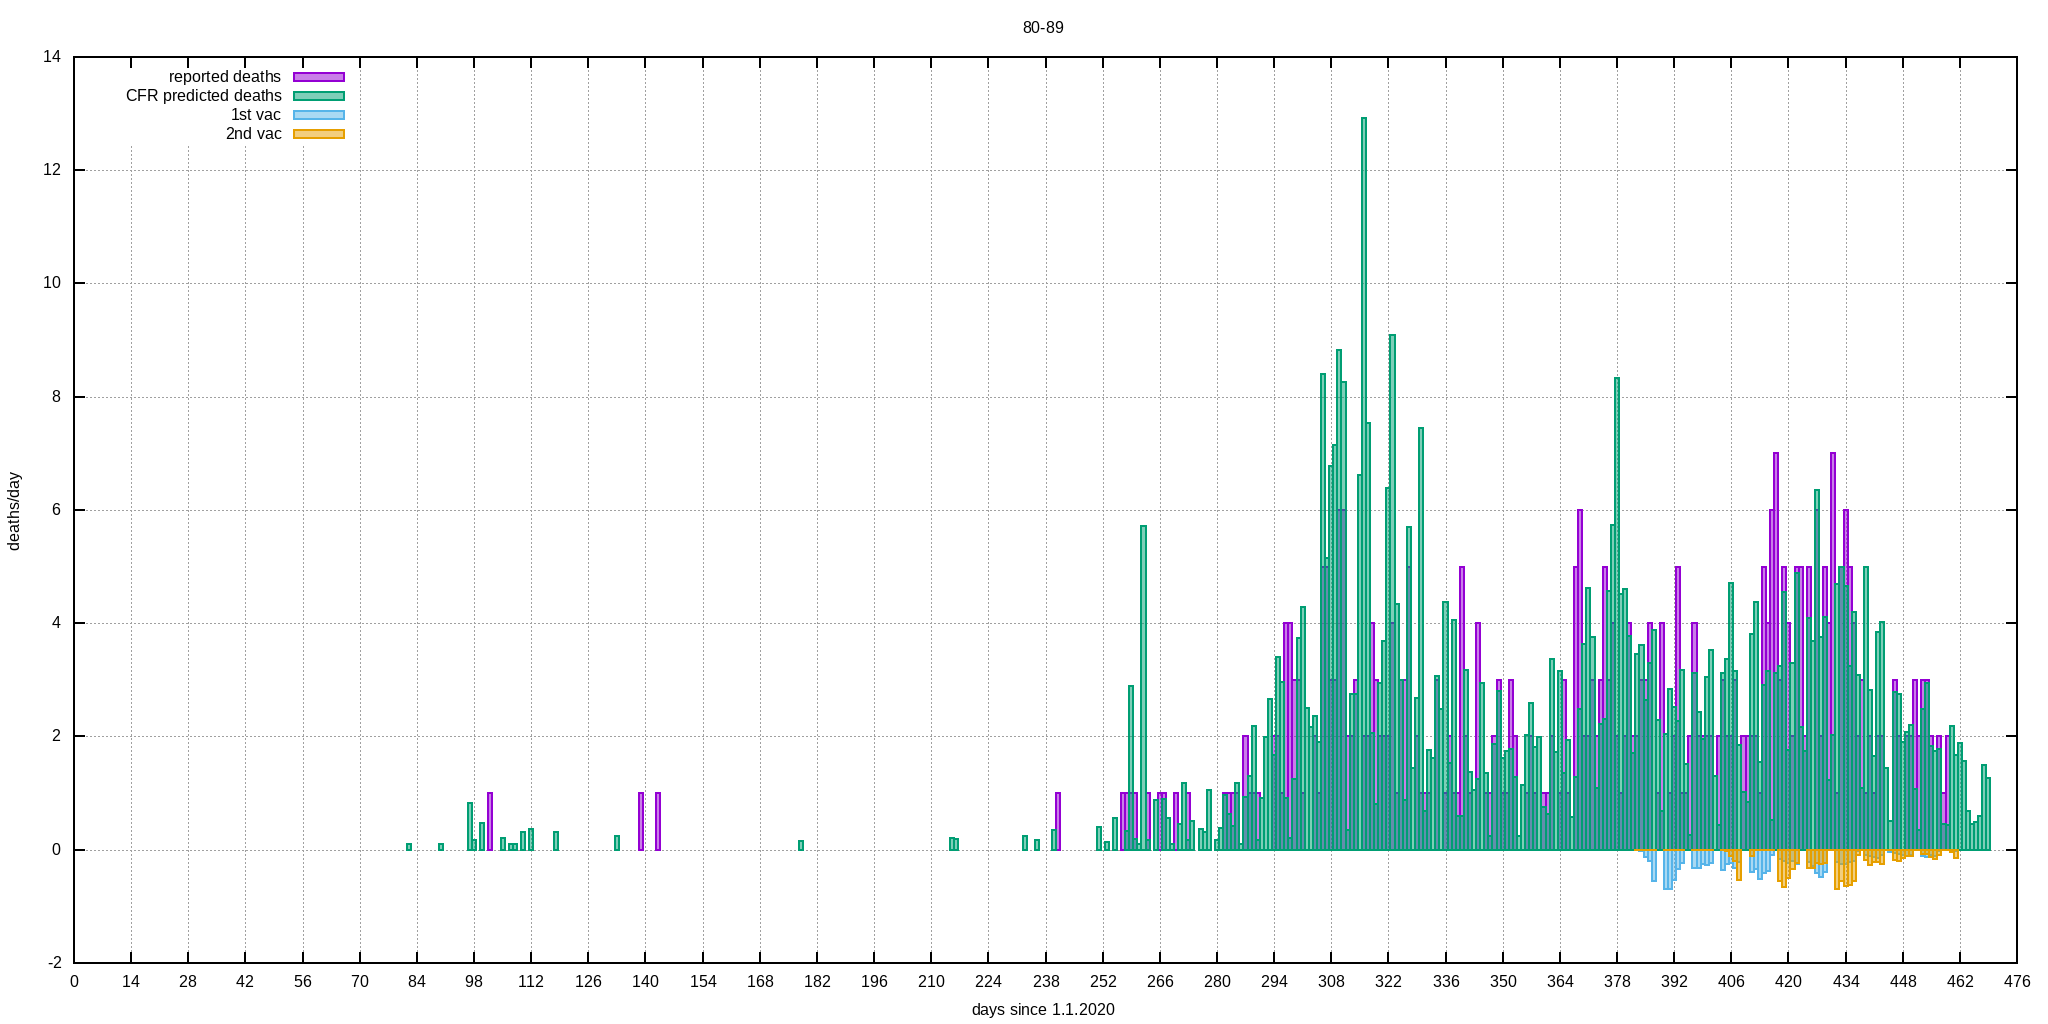 80-89
reported deaths
CFR predicted deaths
1st vac
2nd vac
14
12
10
8
6
4
2
0
-2
deaths/day
0 14 28 42 56 70 84 98 112 126 140 154 168 182 196 210 224 238 252 266 280 294 308 322 336 350 364 378 392 406 420 434 448 462 476
days since 1.1.2020